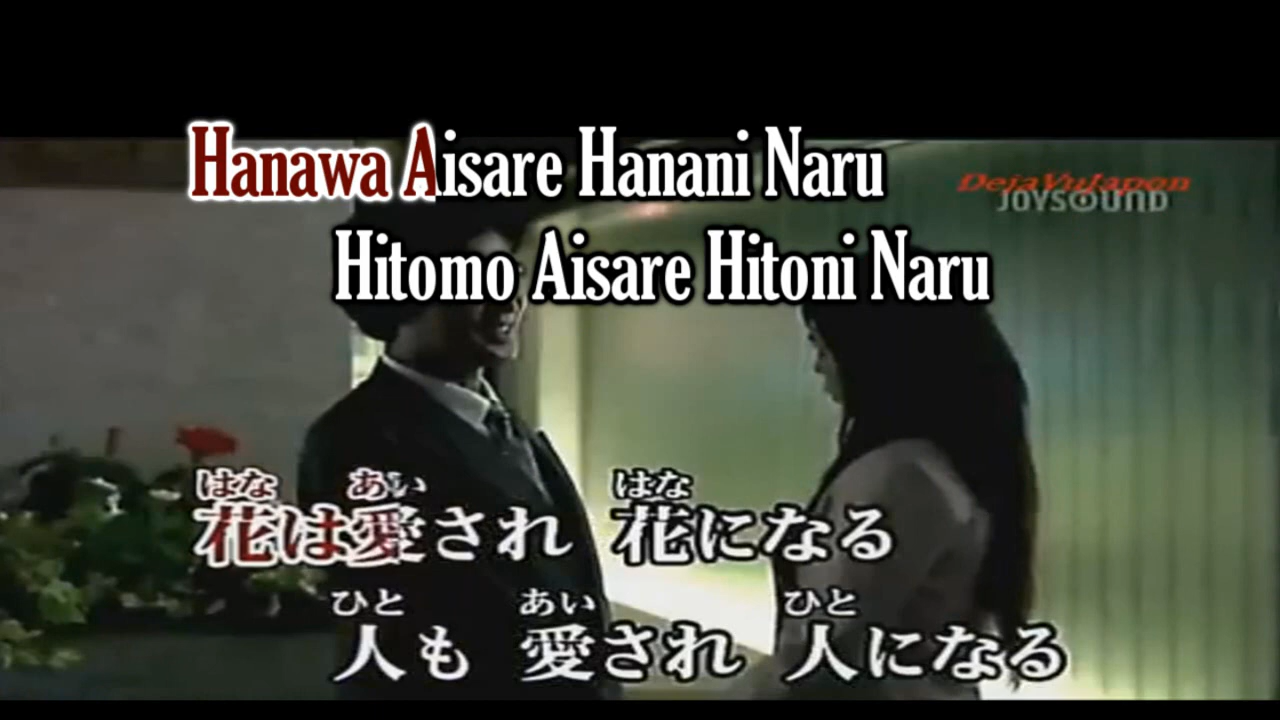 Hanawa Aisare Hanani Naru
DejaVuJapon
JOYSOUND
Hitomo Aisare Hitoni Naru
はな あい はな
花は愛され 花になる
ひと あい ひと
人も 愛され 人になる